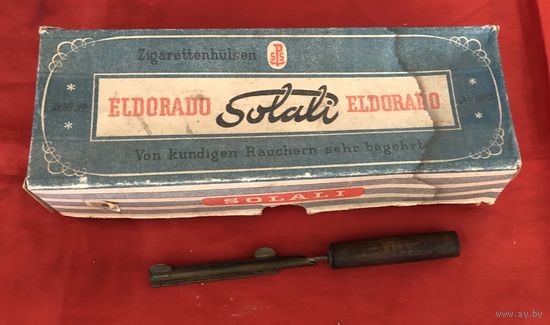 Zigarettenhülsen
ELDORADO Solali ELDORADO
Von kundigen Rauchern sehr begehrt
SOLALI
www.ay.by